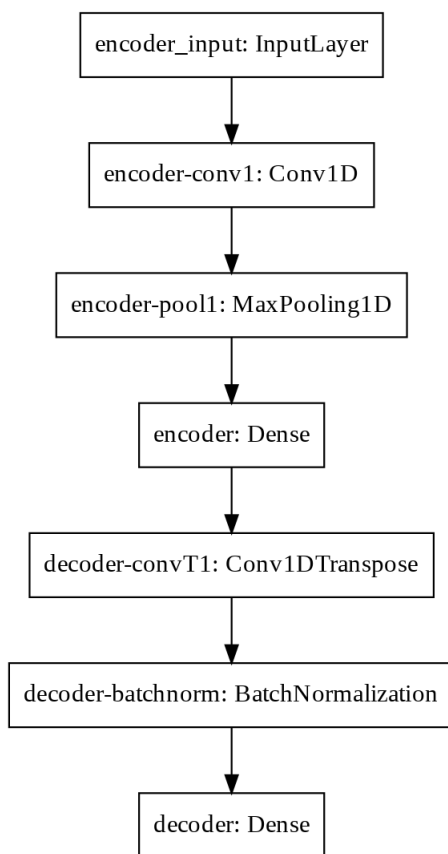 encoder_input: InputLayer
encoder-conv1: Conv1D
encoder-pool1: MaxPooling1D
encoder: Dense
decoder-convT1: Conv1DTranspose
decoder-batchnorm: BatchNormalization
decoder: Dense